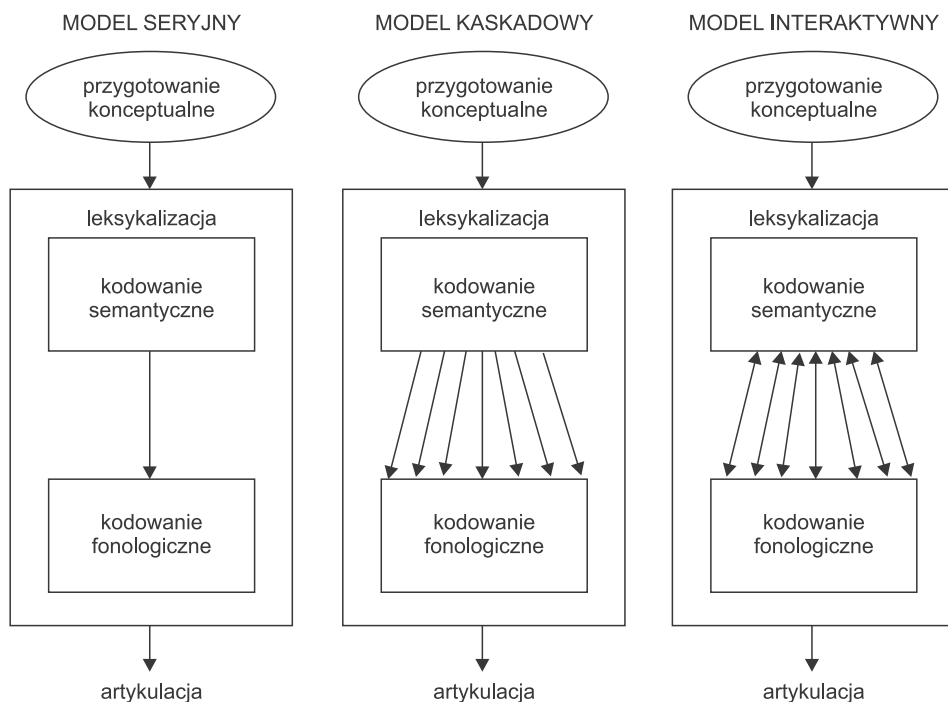 MODEL SERYJNY
przygotowanie
konceptualne
leksykalizacja
kodowanie
semantyczne
kodowanie
fonologiczne
artykulacja
MODEL KASKADOWY
przygotowanie
konceptualne
leksykalizacja
kodowanie
semantyczne
kodowanie
fonologiczne
artykulacja
MODEL INTERAKTYWNY
przygotowanie
konceptualne
leksykalizacja
kodowanie
semantyczne
kodowanie
fonologiczne
artykulacja